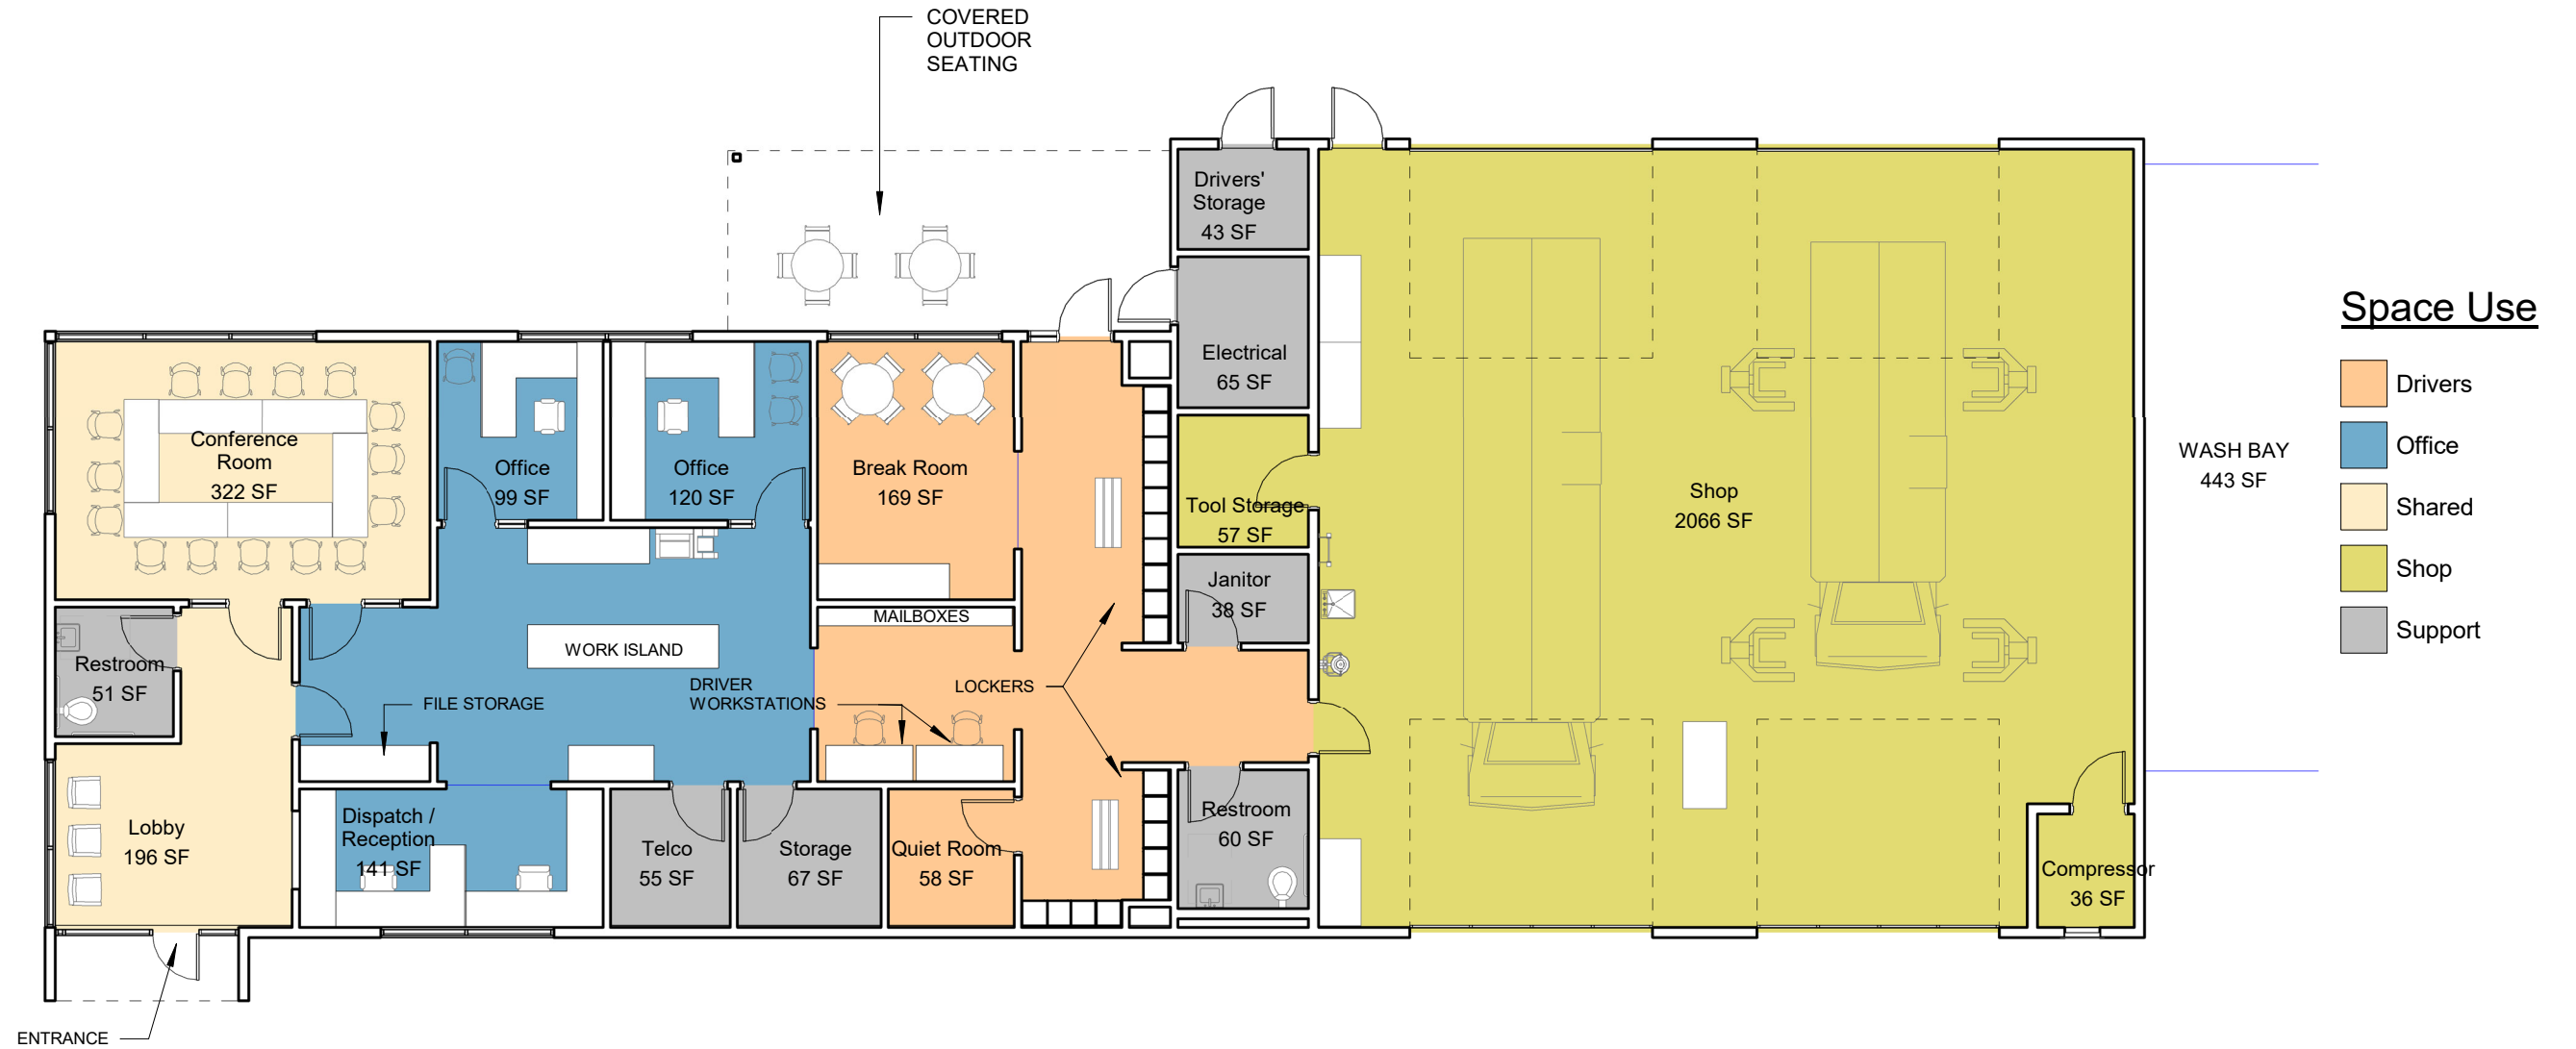 COVERED
OUTDOOR
SEATING
Drivers'
Storage
43 SF
Electrical
65 SF
Conference
Room
322 SF
Office
99 SF
Office
120 SF
Break Room
169 SF
Tool Storage
57 SF
Shop
2066 SF
WASH BAY
443 SF
Janitor
38 SF
MAILBOXES
WORK ISLAND
Restroom
51 SF
FILE STORAGE
DRIVER
WORKSTATIONS
LOCKERS
Lobby
196 SF
Dispatch /
Reception
141 SF
Telco
55 SF
Storage
67 SF
Quiet Room
58 SF
Restroom
60 SF
Compressor
36 SF
ENTRANCE
Space Use
Drivers
Office
Shared
Shop
Support